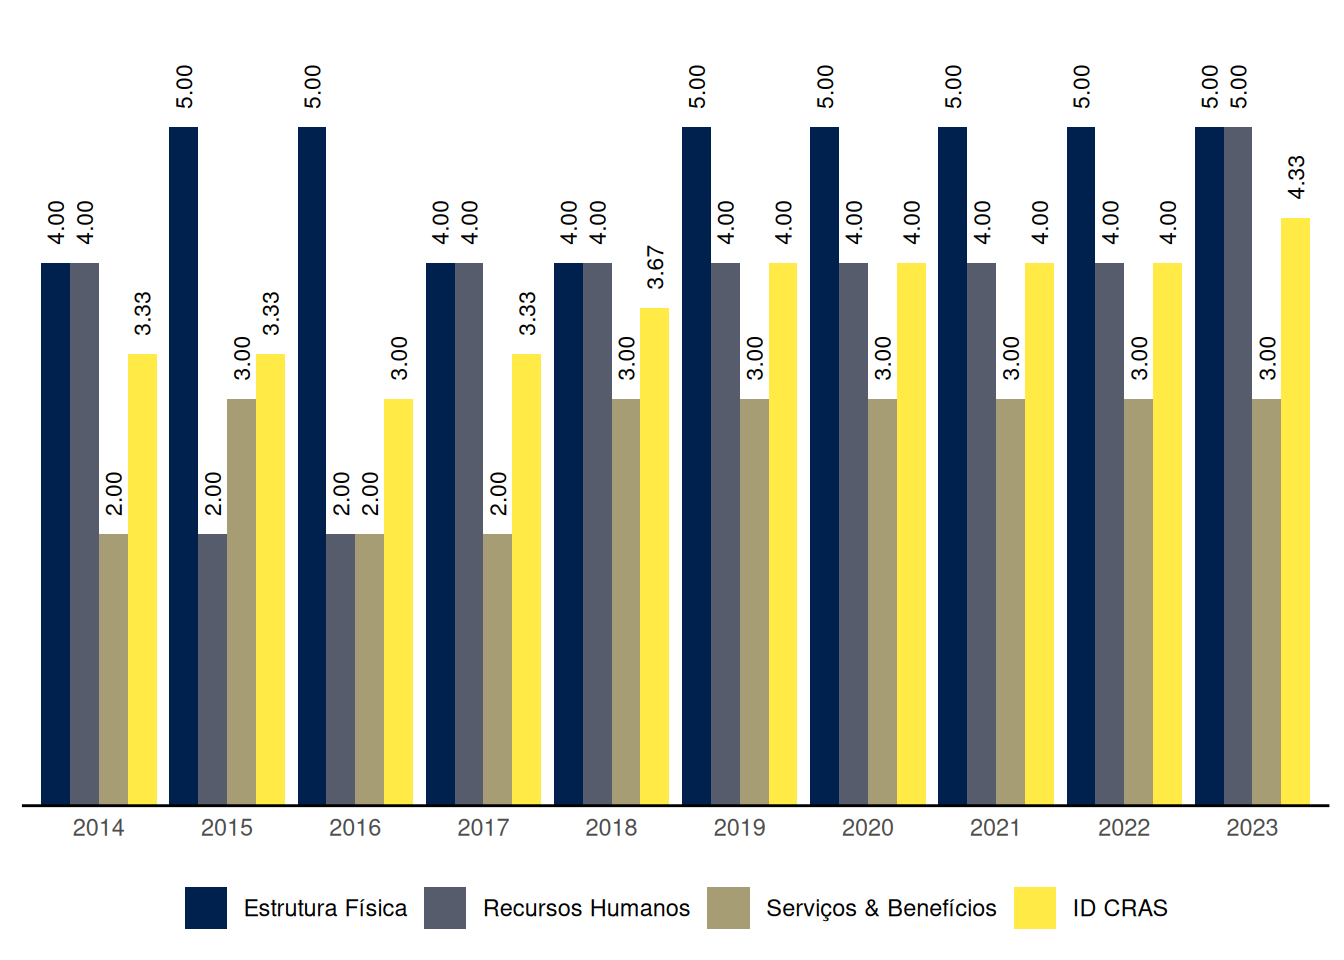 5.00 5.00 5.00 5.00 5.00 5.00 5.00 5.00
4.33
4.00 4.00 4.00 4.00 4.00 4.00 4.00 4.00 4.00 4.00 4.00 4.00 4.00 4.00
3.67
3.33 3.33 3.33
3.00 3.00 3.00 3.00 3.00 3.00 3.00 3.00
2.00 2.00 2.00 2.00 2.00
2014 2015 2016 2017 2018 2019 2020 2021 2022 2023
Estrutura Física Recursos Humanos Serviços & Benefícios ID CRAS